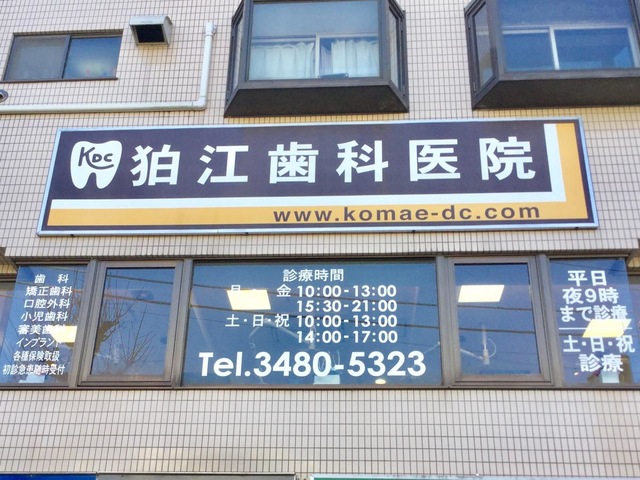 KDC
狛江歯科医院
www.komae-dc.com
歯 科
矯正歯科
口腔外科
小児歯科
審美歯科
インプラント
各種保険取扱
初診急患随時受付
診療時間
月 〜 金 10:00-13:00
15:30-21:00
土・日・祝 10:00-13:00
14:00-17:00
Tel.3480-5323
平日
夜9時
まで診療
土・日・祝
診療